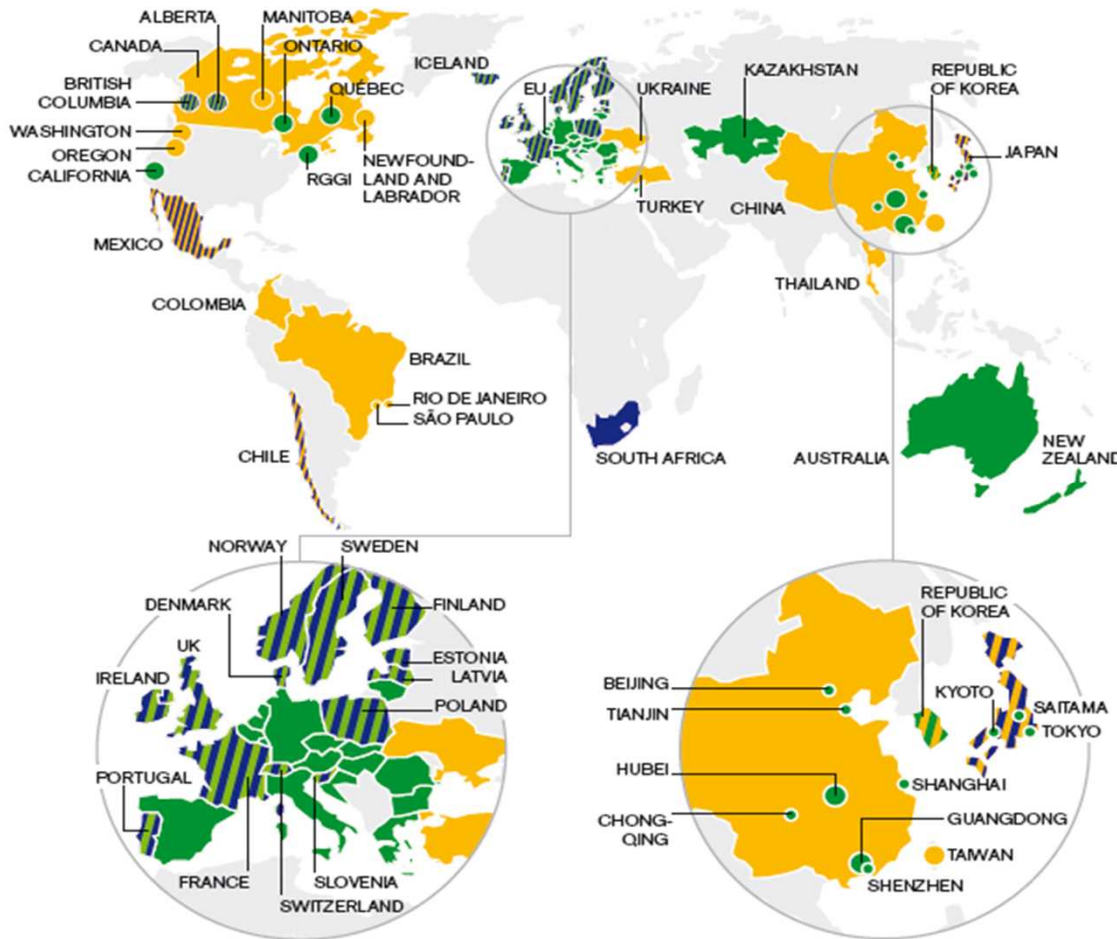 ALBERTA
MANITOBA
CANADA
ONTARIO
ICELAND
KAZAKHSTAN
REPUBLIC
OF KOREA
BRITISH
COLUMBIA
QUÉBEC
EU
UKRAINE
WASHINGTON
OREGON
CALIFORNIA
RGGI
NEWFOUND-
LAND AND
LABRADOR
JAPAN
TURKEY
CHINA
MEXICO
THAILAND
COLOMBIA
BRAZIL
RIO DE JANEIRO
SÃO PAULO
CHILE
SOUTH AFRICA
AUSTRALIA
NEW
ZEALAND
NORWAY
SWEDEN
DENMARK
FINLAND
UK
IRELAND
ESTONIA
LATVIA
POLAND
PORTUGAL
FRANCE
SLOVENIA
SWITZERLAND
REPUBLIC
OF KOREA
BEIJING
TIANJIN
KYOTO
SAITAMA
TOKYO
HUBEI
SHANGHAI
CHONG-
QING
GUANGDONG
TAIWAN
SHENZHEN